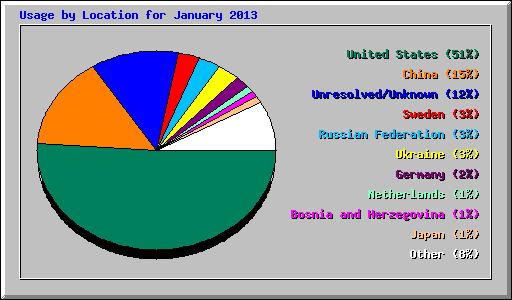 Usage by Location for January 2013
United States (51%)
China (15%)
Unresolved/Unknown (12%)
Sweden (3%)
Russian Federation (3%)
Ukraine (3%)
Germany (2%)
Netherlands (1%)
Bosnia and Herzegovina (1%)
Japan (1%)
Other (8%)